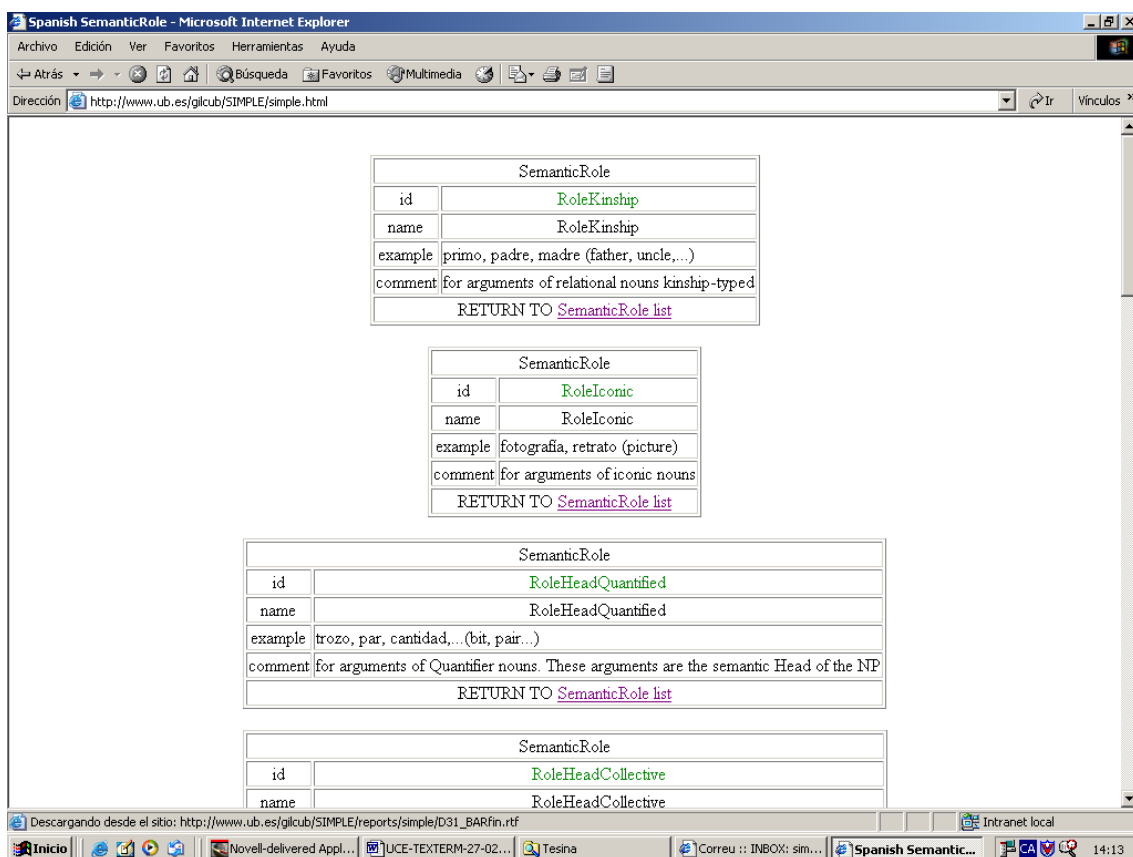 Spanish SemanticRole - Microsoft Internet Explorer
Archivo Edición Ver Favoritos Herramientas Ayuda
Atrás Búsqueda Favoritos Multimedia
Dirección http://www.ub.es/gilcub/SIMPLE/simple.html Ir Vínculos »
SemanticRole
id RoleKinship
name RoleKinship
example primo, padre, madre (father, uncle,...)
comment for arguments of relational nouns kinship-typed
RETURN TO SemanticRole list
SemanticRole
id RoleIconic
name RoleIconic
example fotografía, retrato (picture)
comment for arguments of iconic nouns
RETURN TO SemanticRole list
SemanticRole
id RoleHeadQuantified
name RoleHeadQuantified
example trozo, par, cantidad,...(bit, pair...)
comment for arguments of Quantifier nouns. These arguments are the semantic Head of the NP
RETURN TO SemanticRole list
SemanticRole
id RoleHeadCollective
name RoleHeadCollective
Descargando desde el sitio: http://www.ub.es/gilcub/SIMPLE/reports/simple/D31_BARfin.rtf Intranet local
Inicio Novell-delivered Appl... UCE-TEXTERM-27-02... Tesina Correu :: INBOX: sim... Spanish Semantic... CA 14:13